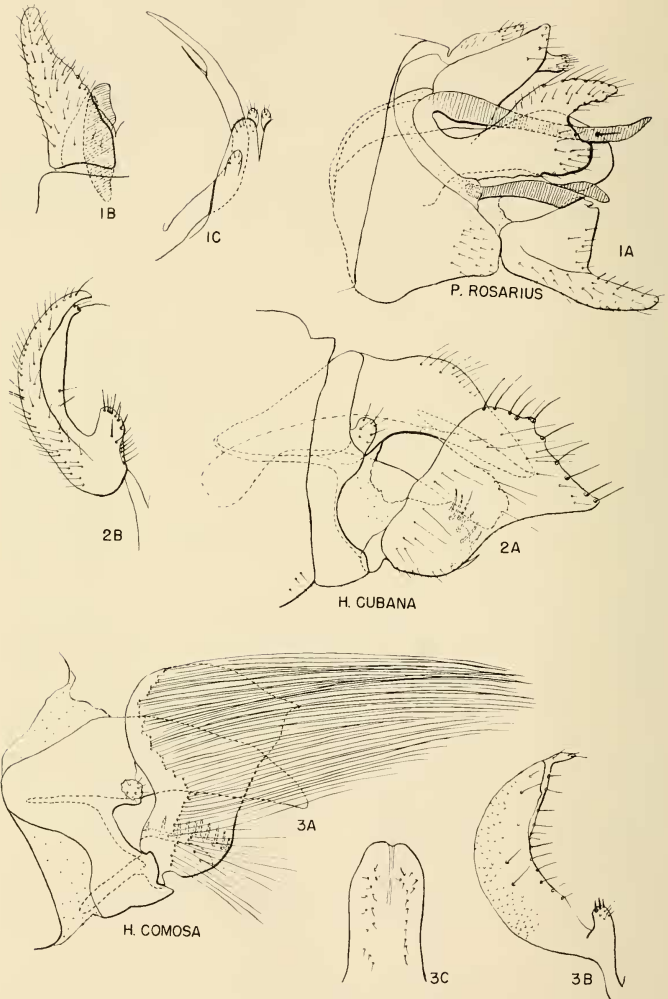 1B
1C
1A
P. ROSARIUS
2B
2A
H. CUBANA
3A
H. COMOSA
3C
3B